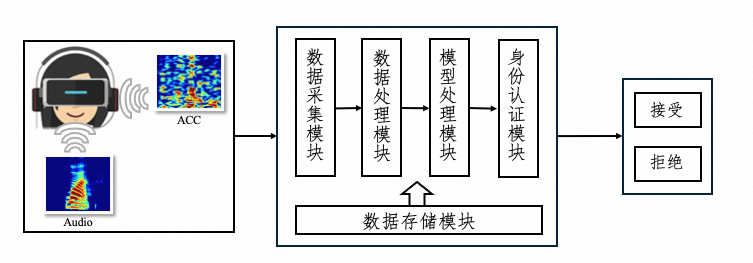 ACC
Audio
数据采集模块
数据处理模块
模型处理模块
身份认证模块
数据存储模块
接受
拒绝